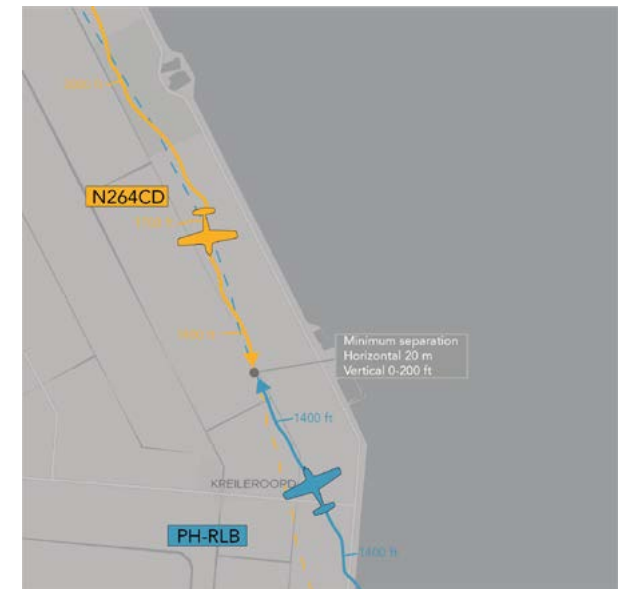 N264CD
Minimum separation
Horizontal 20 m
Vertical 0-200 ft
1400 ft
KREILEROORD
PH-RLB
1400 ft